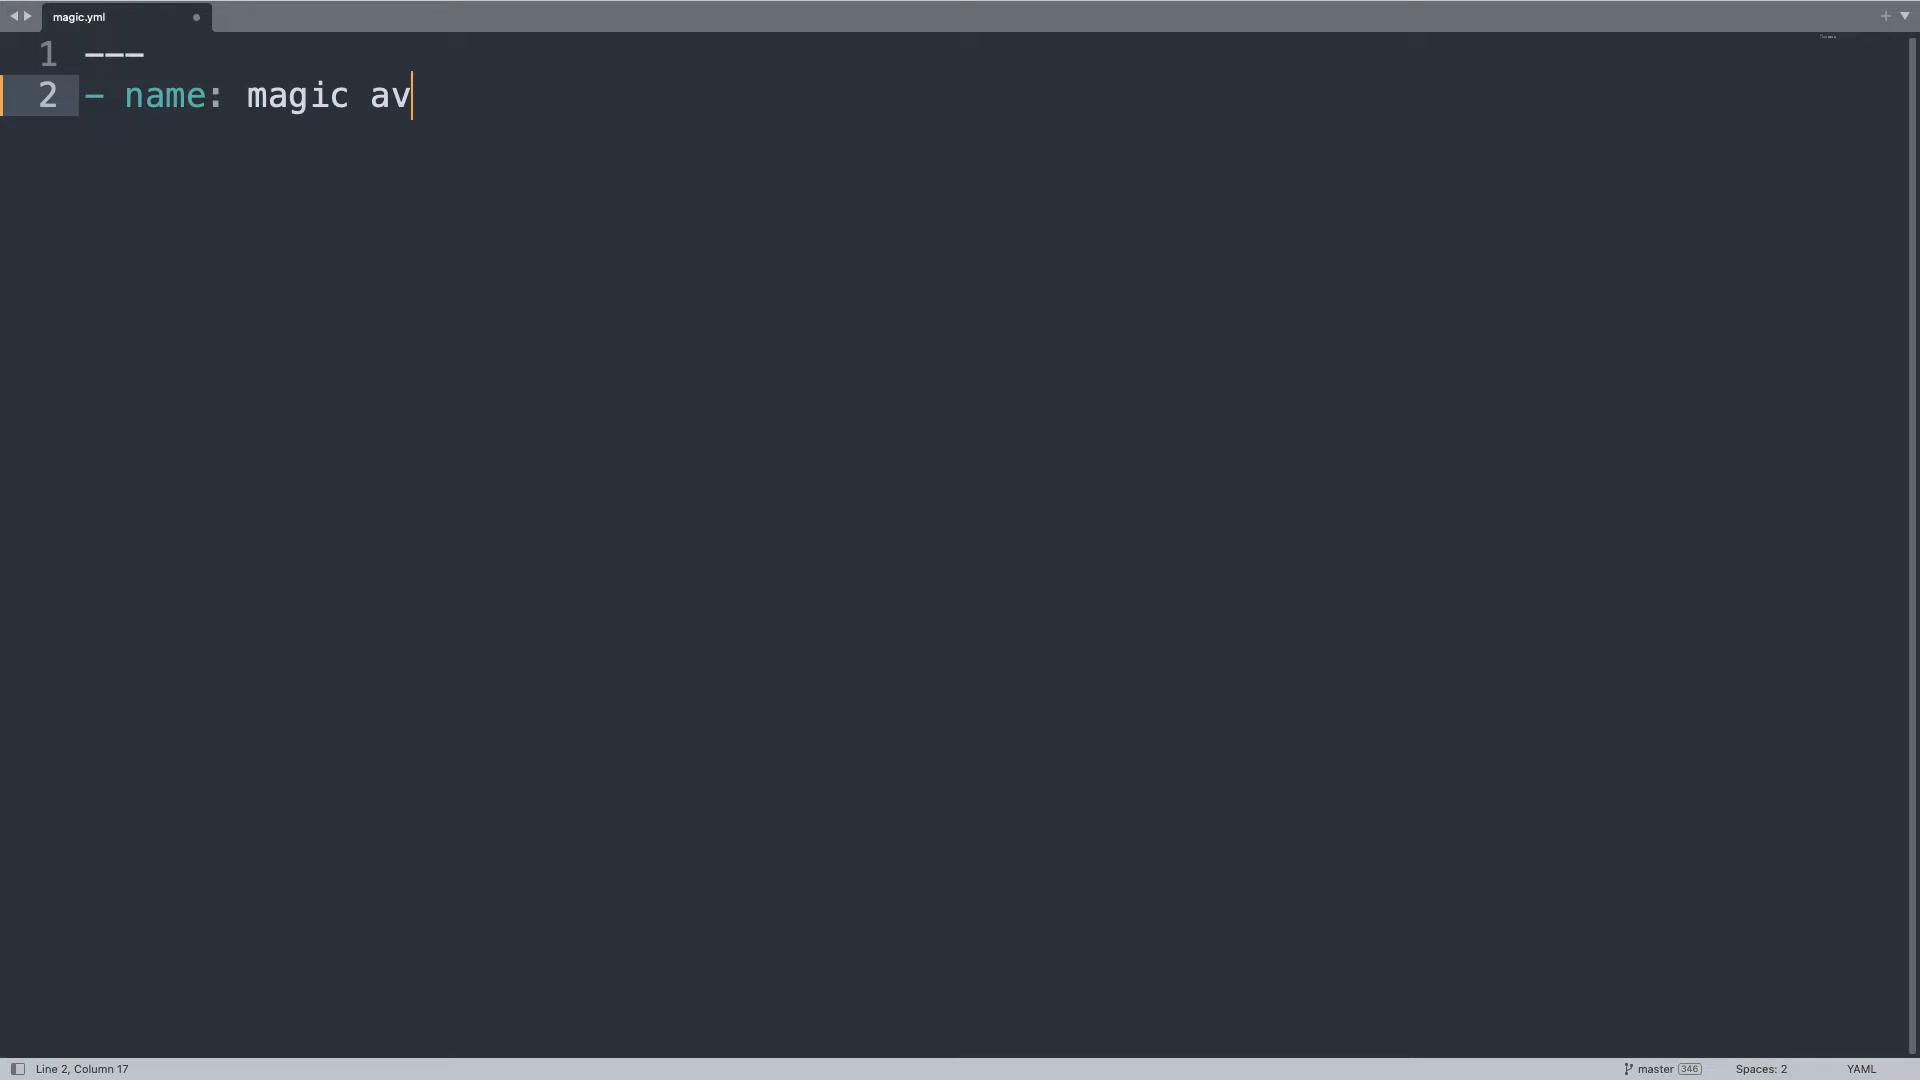 magic.yml
1 ---
2 - name: magic av
Line 2, Column 17
master 346
Spaces: 2
YAML